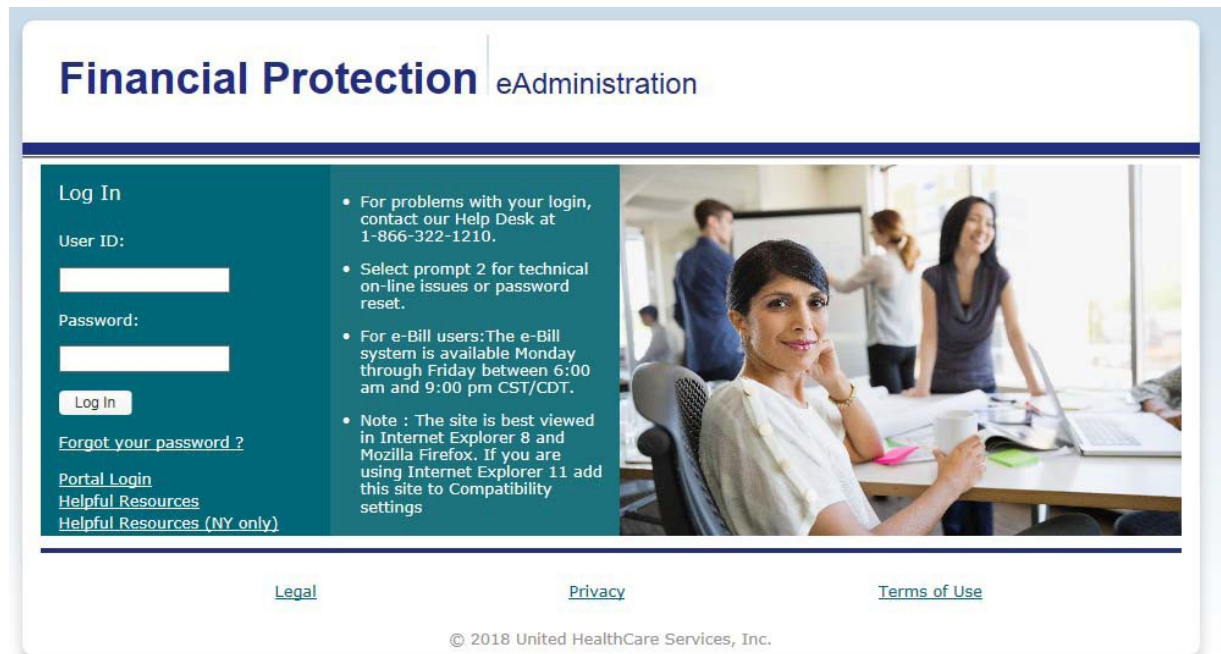 Financial Protection eAdministration
Log In
User ID:
Password:
Log In
Forgot your password ?
Portal Login
Helpful Resources
Helpful Resources (NY only)
• For problems with your login,
contact our Help Desk at
1-866-322-1210.
• Select prompt 2 for technical
on-line issues or password
reset.
• For e-Bill users:The e-Bill
system is available Monday
through Friday between 6:00
am and 9:00 pm CST/CDT.
• Note : The site is best viewed
in Internet Explorer 8 and
Mozilla Firefox. If you are
using Internet Explorer 11 add
this site to Compatibility
settings
Legal Privacy Terms of Use
© 2018 United HealthCare Services, Inc.